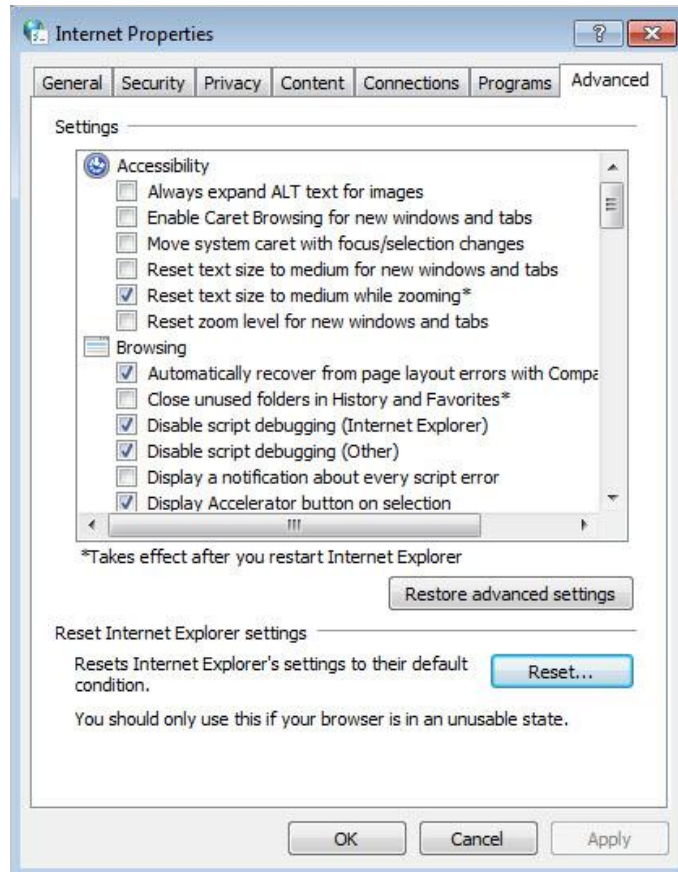 Internet Properties
General Security Privacy Content Connections Programs Advanced
Settings
Accessibility
Always expand ALT text for images
Enable Caret Browsing for new windows and tabs
Move system caret with focus/selection changes
Reset text size to medium for new windows and tabs
Reset text size to medium while zooming*
Reset zoom level for new windows and tabs
Browsing
Automatically recover from page layout errors with Compa
Close unused folders in History and Favorites*
Disable script debugging (Internet Explorer)
Disable script debugging (Other)
Display a notification about every script error
Display Accelerator button on selection
*Takes effect after you restart Internet Explorer
Restore advanced settings
Reset Internet Explorer settings
Resets Internet Explorer's settings to their default
condition.
Reset...
You should only use this if your browser is in an unusable state.
OK Cancel Apply